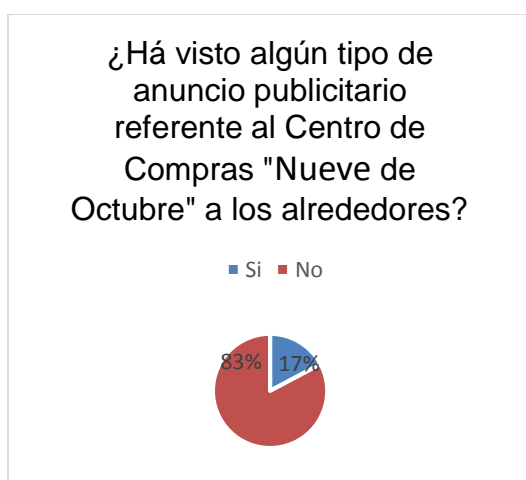 ¿Há visto algún tipo de
anuncio publicitario
referente al Centro de
Compras "Nueve de
Octubre" a los alrededores?
Si No
83% 17%